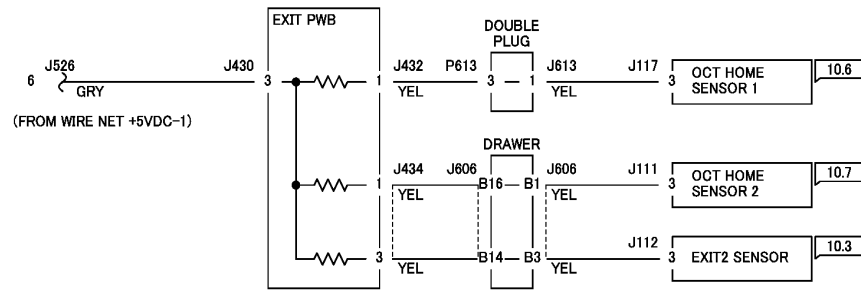 EXIT PWB
DOUBLE PLUG
6 J526 J430 3 1 J432 P613 3 1 J613 J117 3 OCT HOME SENSOR 1 10.6
GRY YEL YEL
(FROM WIRE NET +5VDC-1)
DRAWER
1 J434 J606 B16 B1 J606 J111 3 OCT HOME SENSOR 2 10.7
YEL YEL
3 B14 B3 J112 3 EXIT2 SENSOR 10.3
YEL YEL